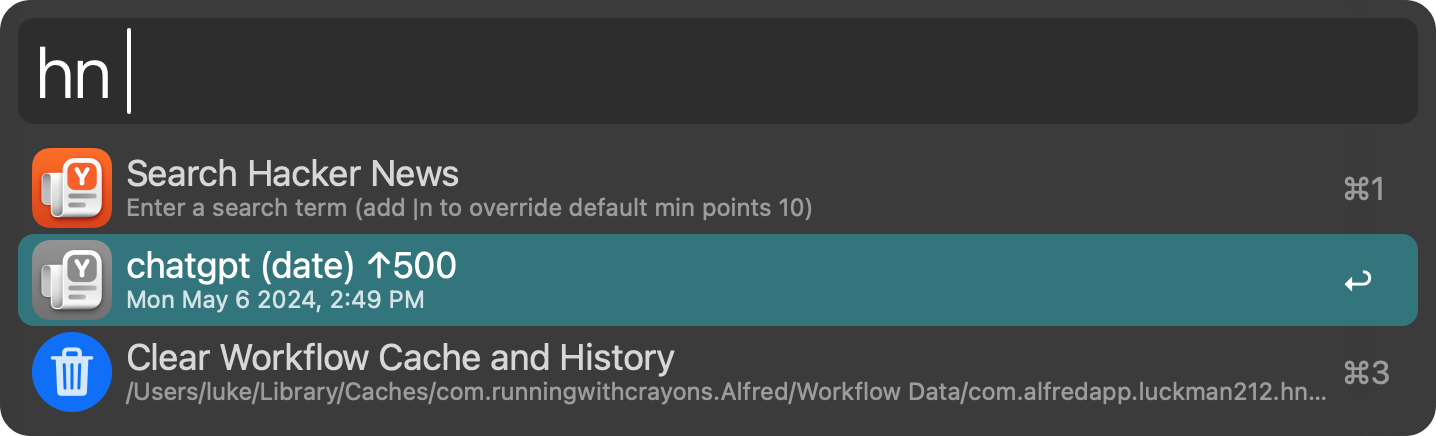 hn
Y
Search Hacker News
Enter a search term (add |n to override default min points 10)
⌘1
Y
chatgpt (date) ↑500
Mon May 6 2024, 2:49 PM
Clear Workflow Cache and History
/Users/luke/Library/Caches/com.runningwithcrayons.Alfred/Workflow Data/com.alfredapp.luckman212.hn...
⌘3